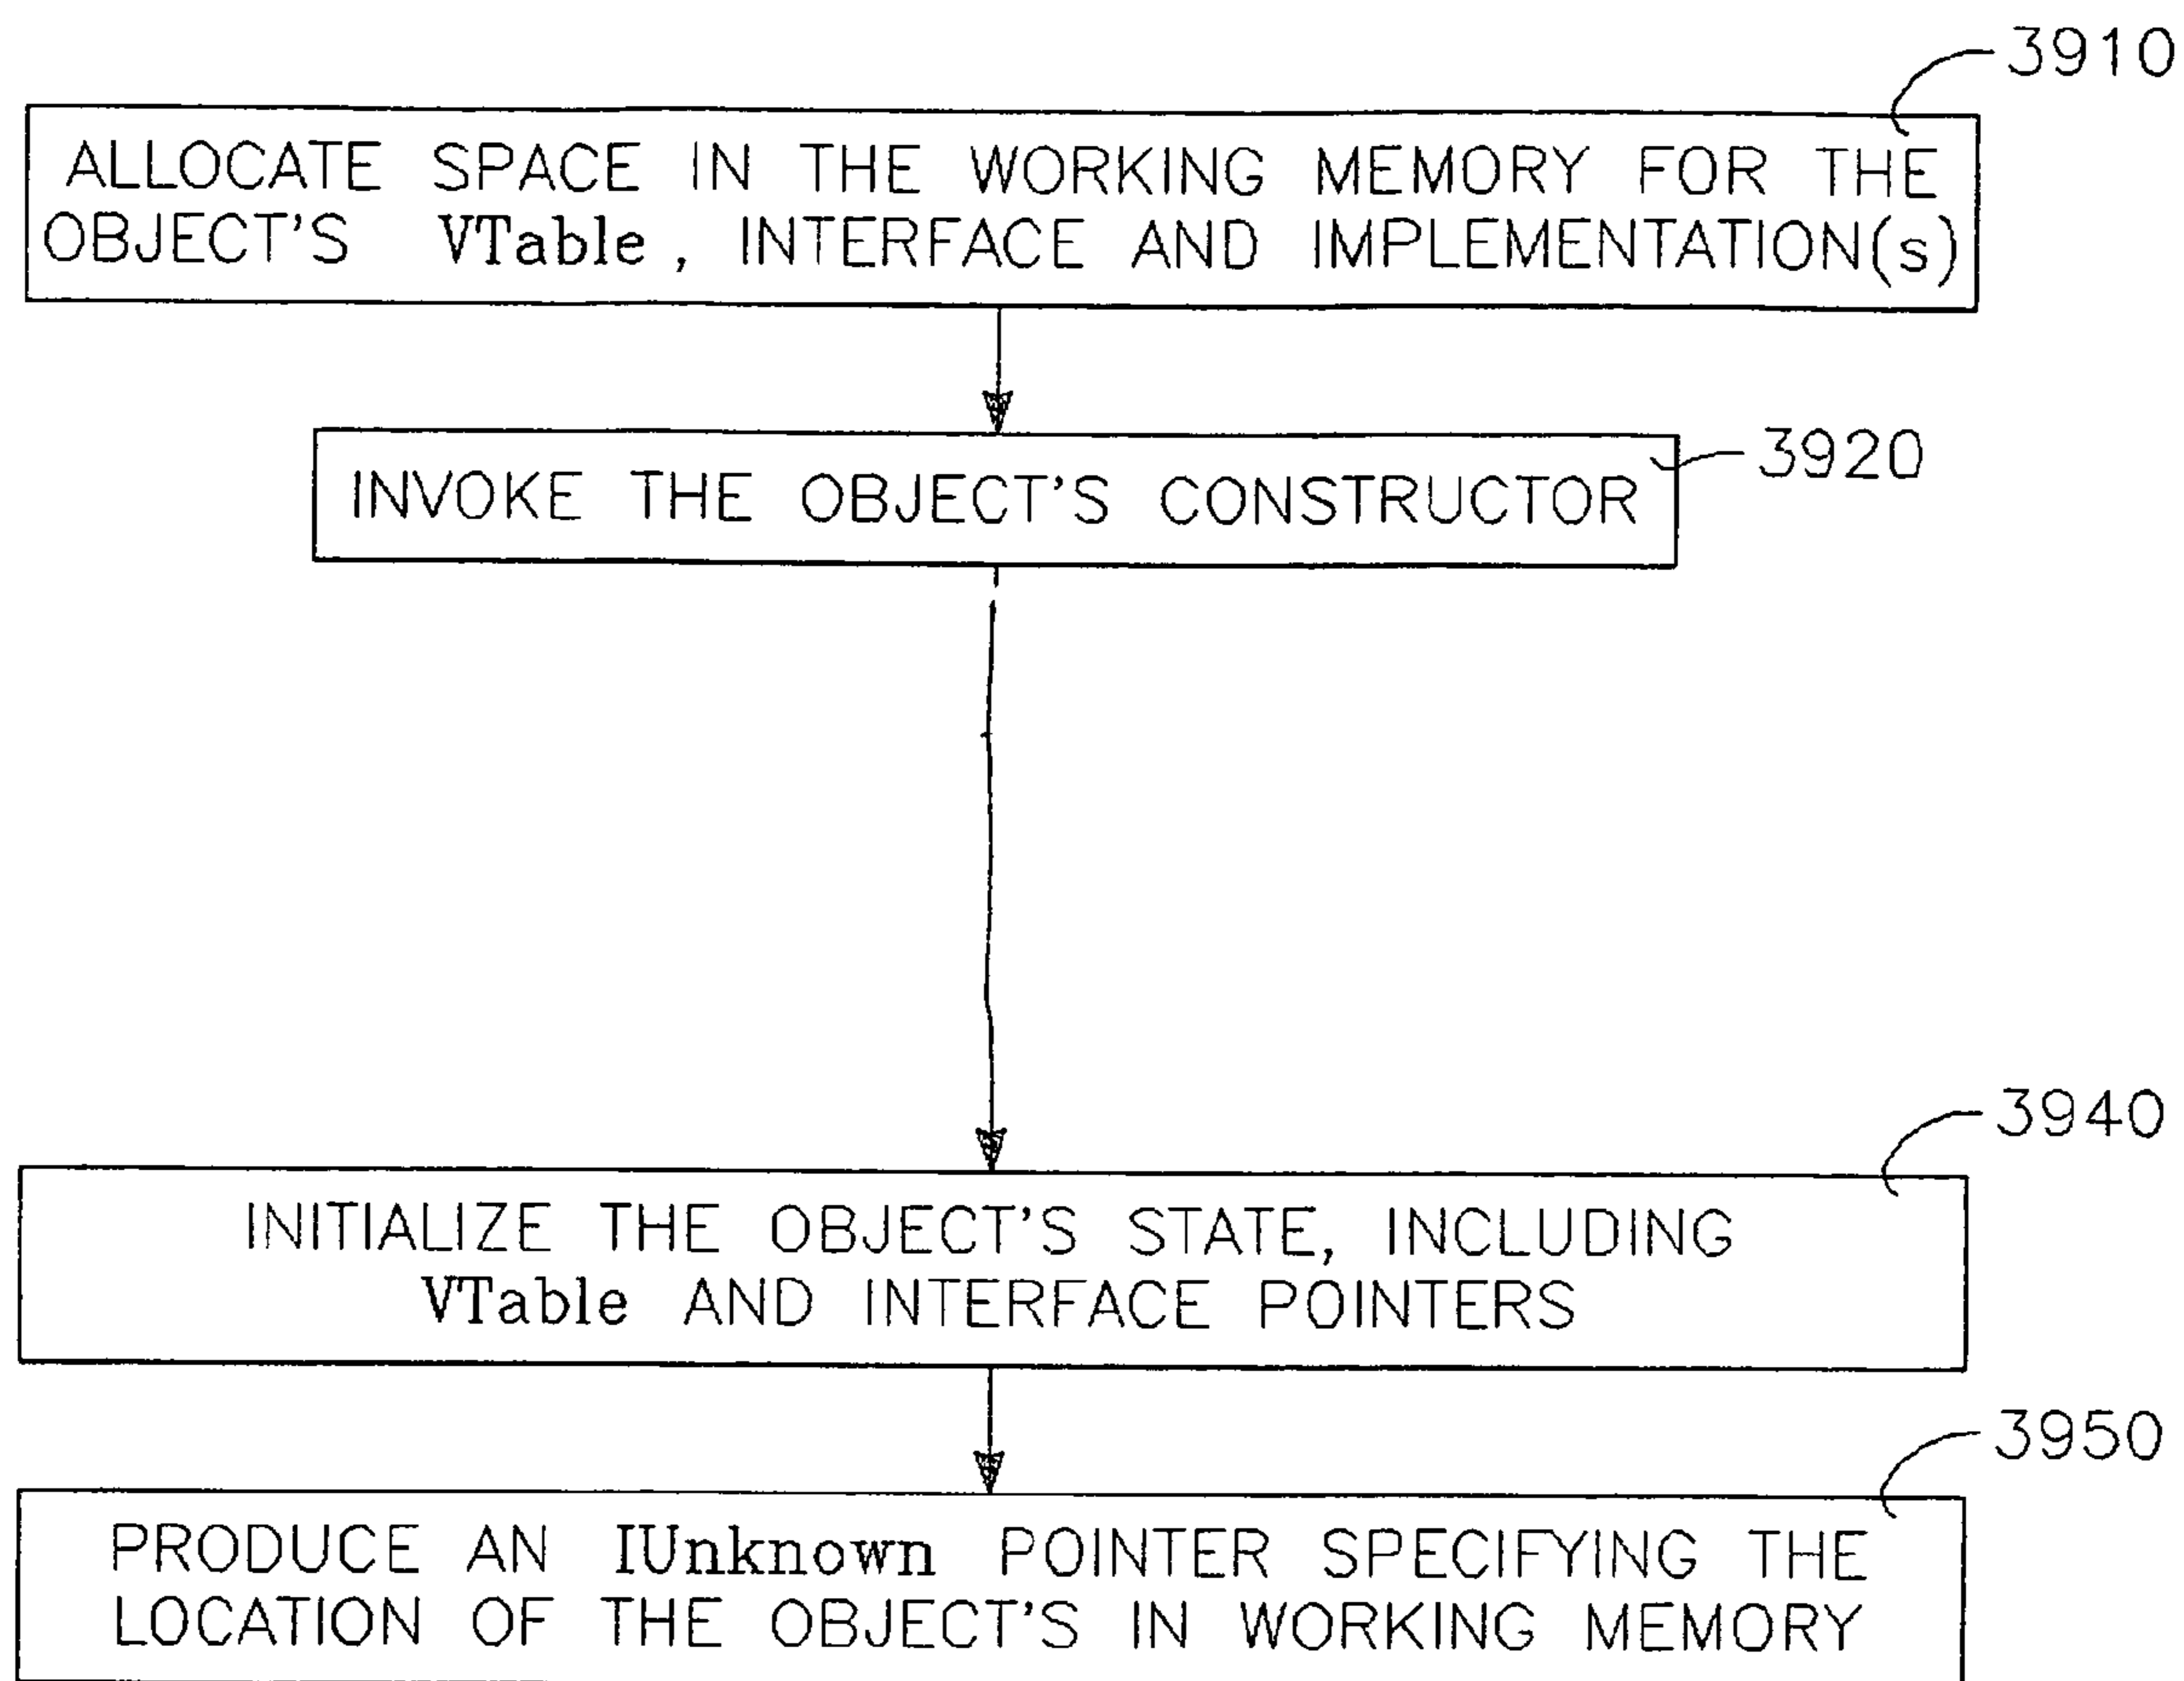 3910
ALLOCATE SPACE IN THE WORKING MEMORY FOR THE
OBJECT'S VTable, INTERFACE AND IMPLEMENTATION(s)
3920
INVOKE THE OBJECT'S CONSTRUCTOR
3940
INITIALIZE THE OBJECT'S STATE, INCLUDING
VTable AND INTERFACE POINTERS
3950
PRODUCE AN IUnknown POINTER SPECIFYING THE
LOCATION OF THE OBJECT'S IN WORKING MEMORY